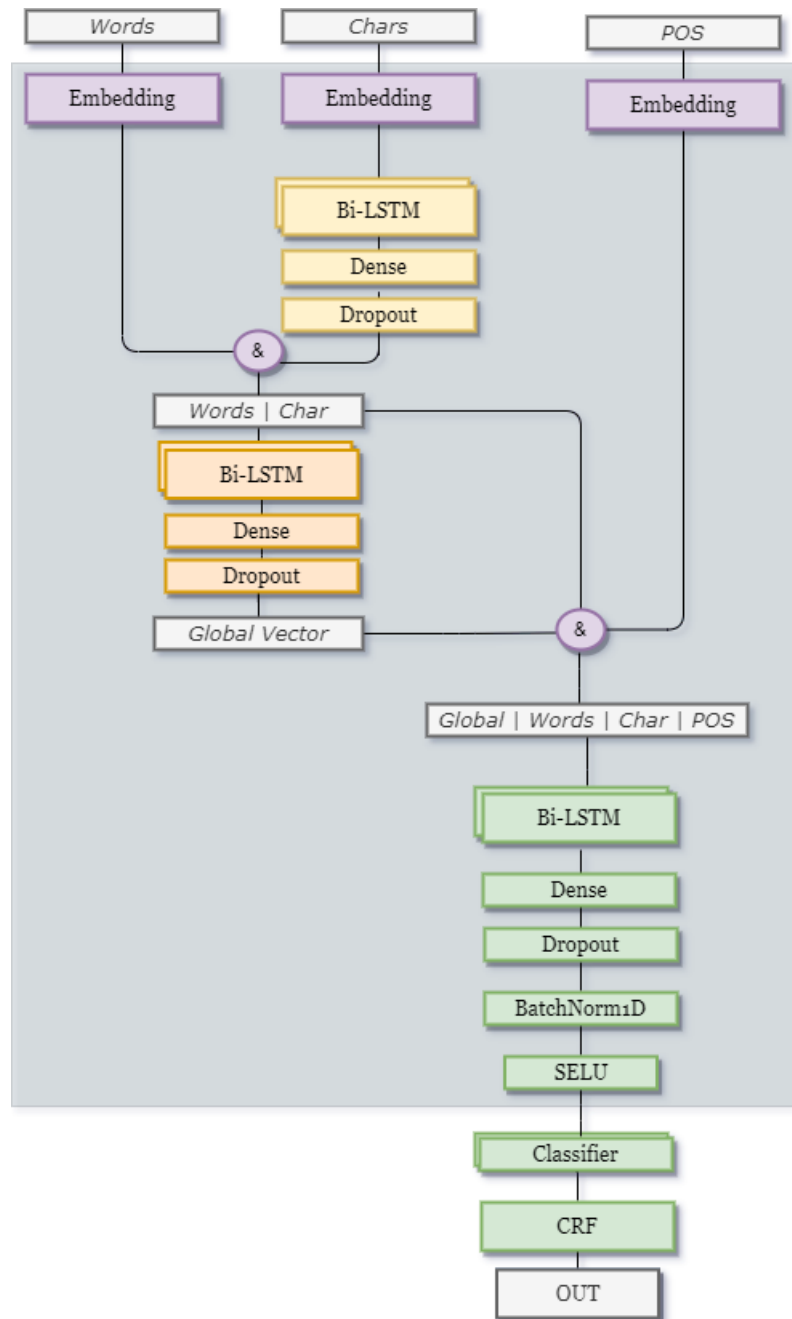 Words
Chars
POS
Embedding
Embedding
Embedding
Bi-LSTM
Dense
Dropout
&
Words | Char
Bi-LSTM
Dense
Dropout
Global Vector
&
Global | Words | Char | POS
Bi-LSTM
Dense
Dropout
BatchNorm1D
SELU
Classifier
CRF
OUT